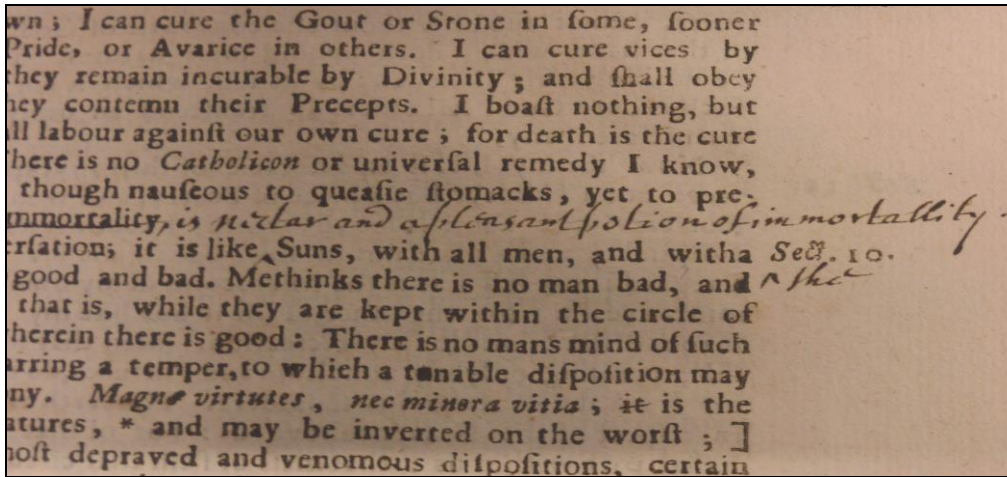 wn; I can cure the Gout or Stone in ſome, ſooner
Pride, or Avarice in others. I can cure vices by
they remain incurable by Divinity; and ſhall obey
hey contemn their Precepts. I boaſt nothing, but
ll labour againſt our own cure; for death is the cure
here is no Catholicon or univerſal remedy I know,
though nauſeous to queaſie ſtomacks, yet to pre-
mmortality, is nectar and a pleasant potion of immortallity
erſation; it is like‸Suns, with all men, and witha Sect. 10.
good and bad. Methinks there is no man bad, and ‸ the
that is, while they are kept within the circle of
herein there is good: There is no mans mind of ſuch
arring a temper, to which a tunable diſpoſition may
ny. Magnæ virtutes, nec minora vitia; it is the
atures, * and may be inverted on the worſt; ]
moſt depraved and venomous diſpoſitions, certain